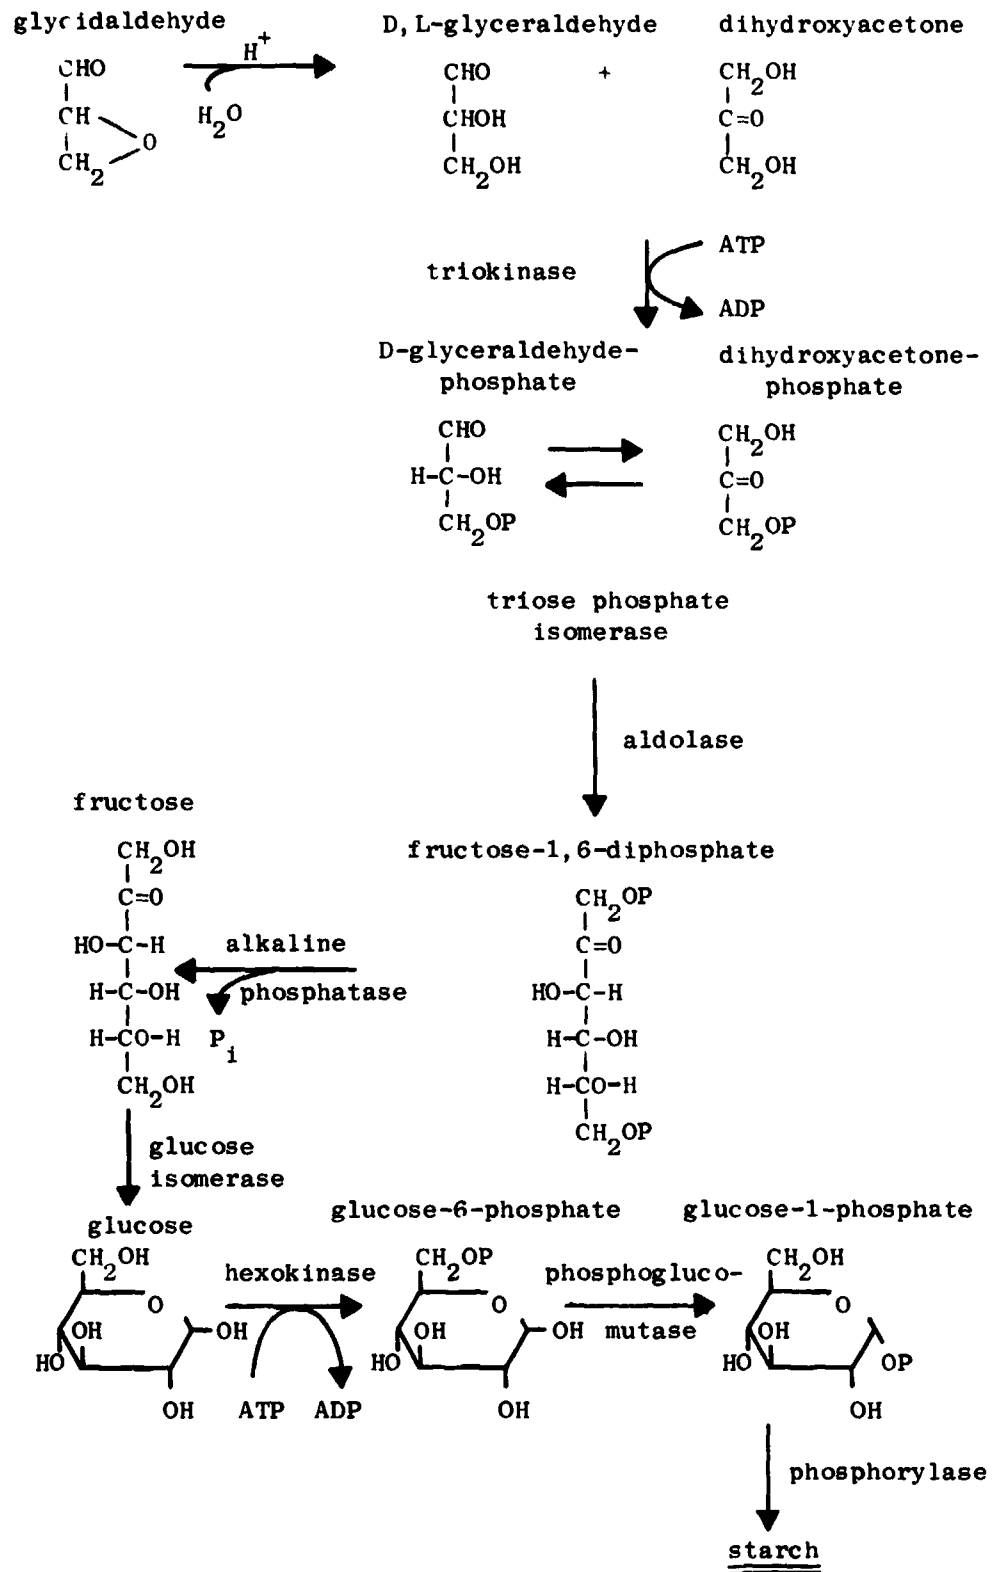 glycidaldehyde
D,L-glyceraldehyde
dihydroxyacetone
CHO
CH
O
CH2
H+
H2O
CHO
CHOH
CH2OH
+
CH2OH
C=O
CH2OH
triokinase
ATP
ADP
D-glyceraldehyde-
phosphate
dihydroxyacetone-
phosphate
CHO
H-C-OH
CH2OP
CH2OH
C=O
CH2OP
triose phosphate
isomerase
aldolase
fructose
CH2OH
C=O
HO-C-H
H-C-OH
H-CO-H
CH2OH
alkaline
phosphatase
Pi
fructose-1,6-diphosphate
CH2OP
C=O
HO-C-H
H-C-OH
H-CO-H
CH2OP
glucose
isomerase
glucose
CH2OH
O
OH
OH
HO
OH
hexokinase
ATP
ADP
glucose-6-phosphate
CH2OP
O
OH
OH
HO
OH
phosphogluco-
mutase
glucose-1-phosphate
CH2OH
O
OH
HO
OP
OH
phosphorylase
starch